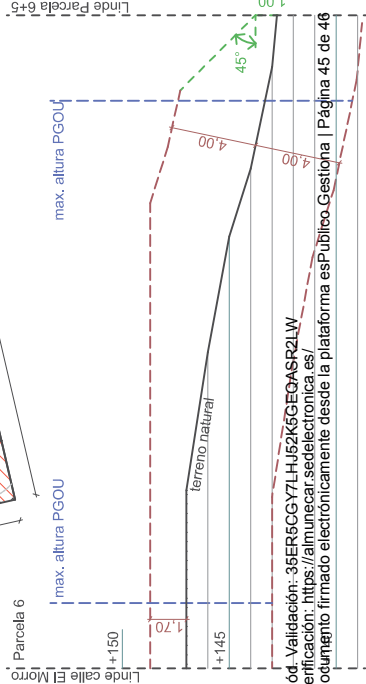 Linde Parcela 6+5
1,00
45°
max. altura PGOU
4,00
4,00
terreno natural
max. altura PGOU
Parcela 6
1,70
+150
+145
Linde calle El Morro
ód. Validación: 35ER5CGY7LHJ52K5GEQASR2LW
erificación: https://almunecar.sedelectronica.es/
ocumento firmado electrónicamente desde la plataforma esPublico Gestiona | Página 45 de 46